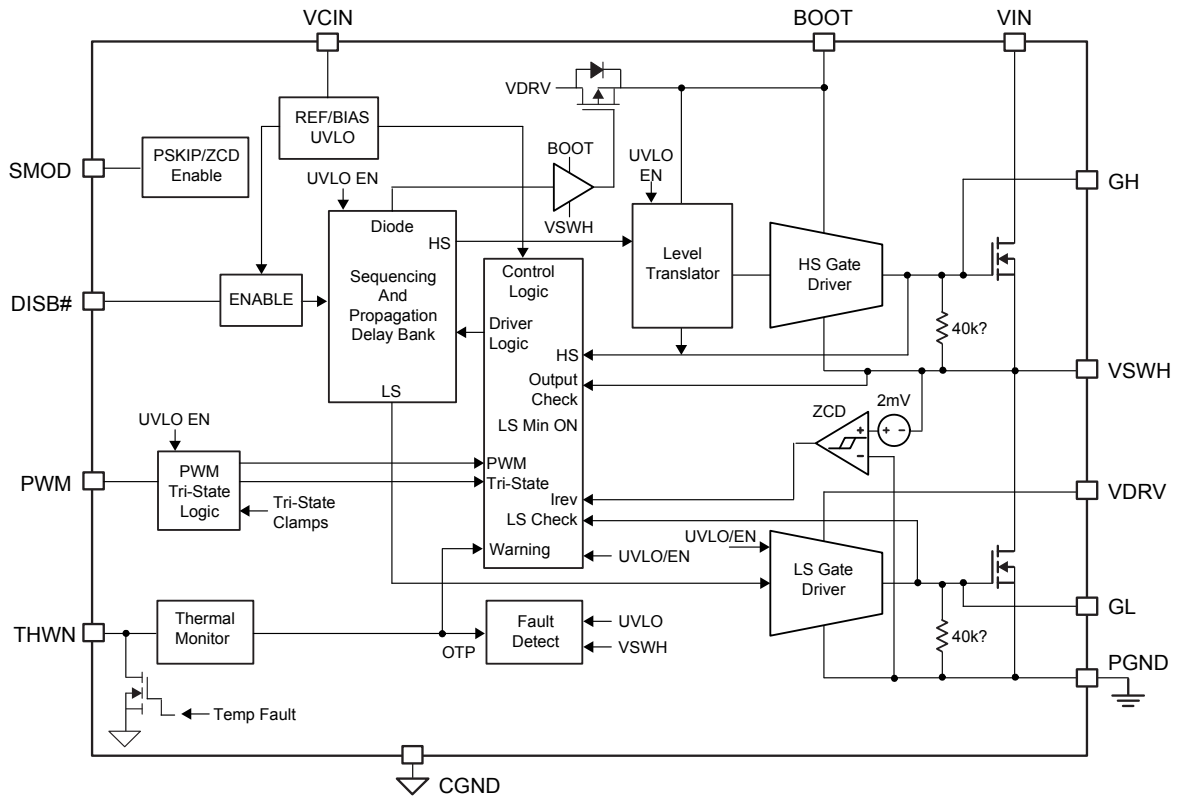 VCIN
BOOT
VIN
VDRV
REF/BIAS
UVLO
SMOD
PSKIP/ZCD
Enable
BOOT
VSWH
UVLO
EN
UVLO EN
GH
Diode
HS
Sequencing
And
Propagation
Delay Bank
LS
Control
Logic
Driver
Logic
HS
Output
Check
LS Min ON
PWM
Tri-State
Irev
LS Check
Warning
Level
Translator
HS Gate
Driver
40k?
DISB#
ENABLE
VSWH
ZCD
2mV
+
-
+ -
UVLO EN
PWM
PWM
Tri-State
Logic
Tri-State
Clamps
VDRV
UVLO/EN
UVLO/EN
LS Gate
Driver
GL
40k?
THWN
Thermal
Monitor
OTP
Fault
Detect
UVLO
VSWH
PGND
Temp Fault
CGND